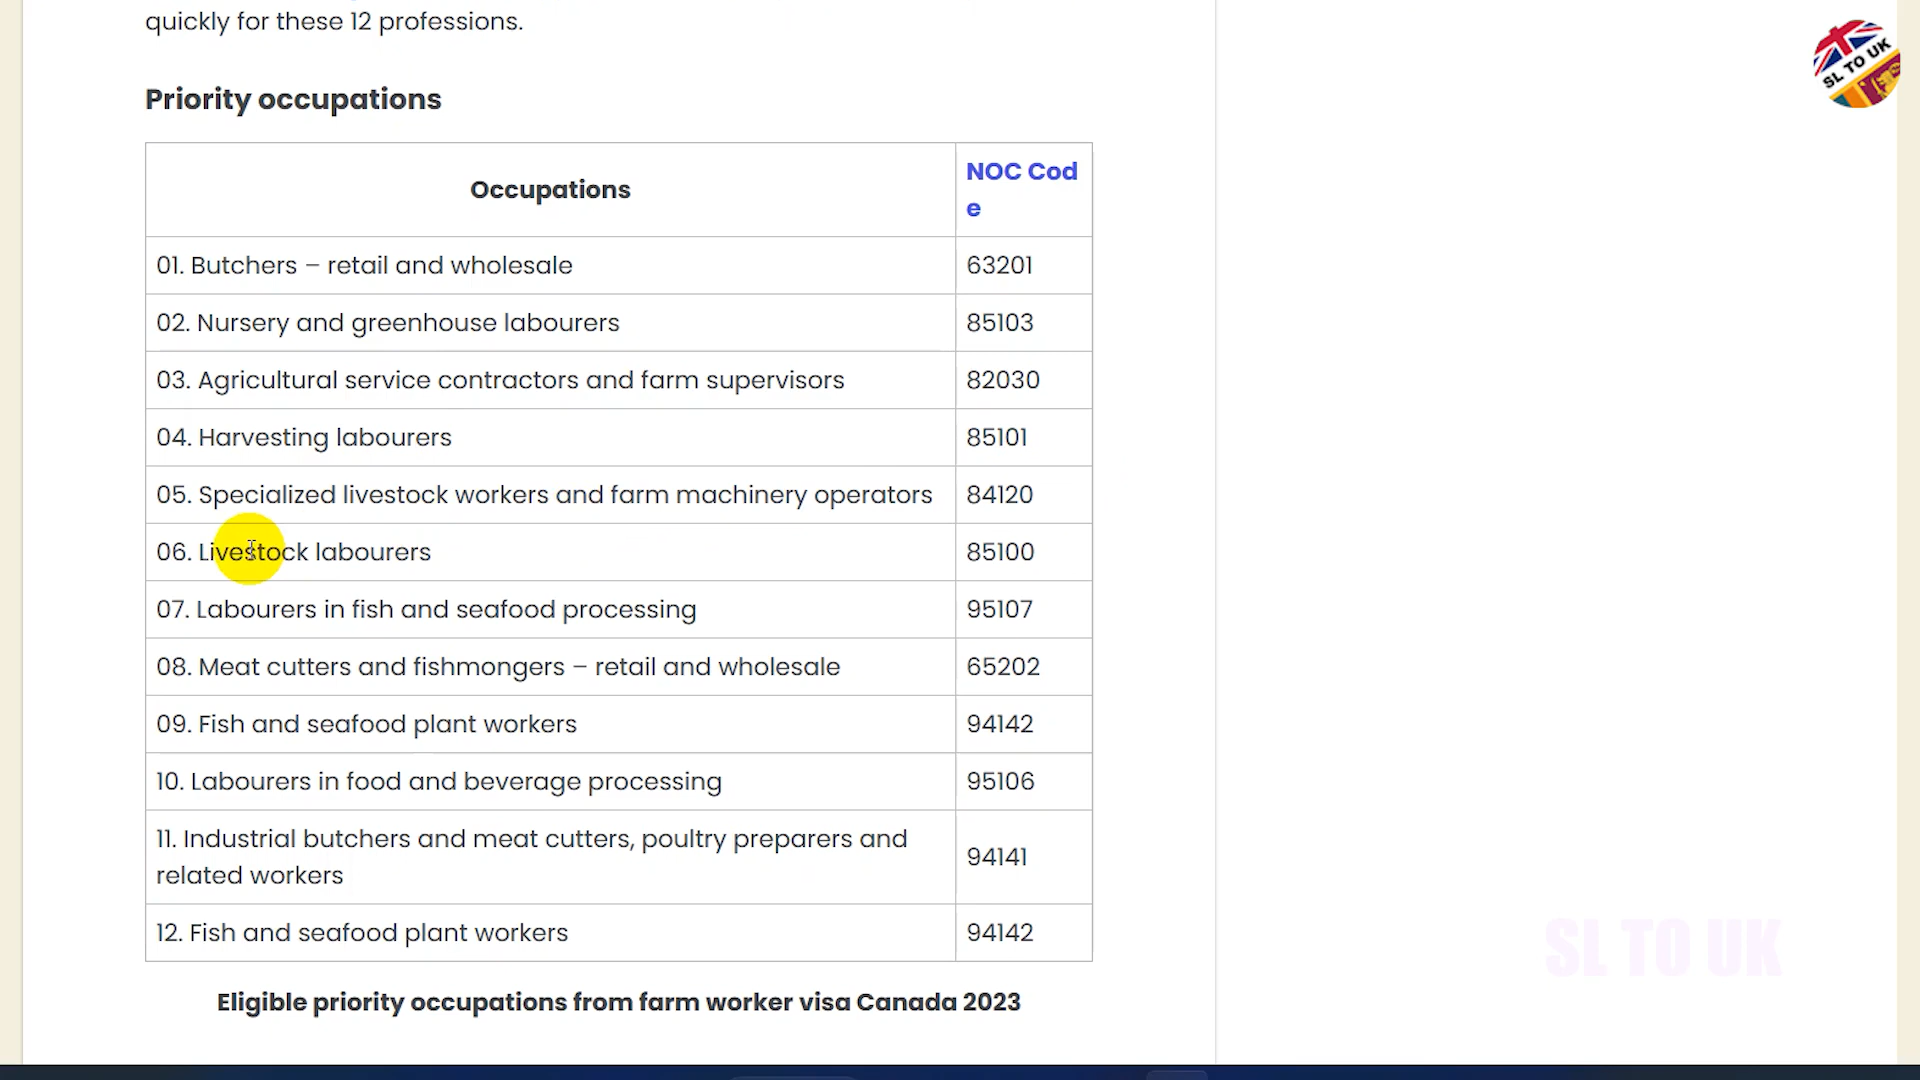 quickly for these 12 professions.
SL TO UK
Priority occupations
Occupations
NOC Cod
e
01. Butchers – retail and wholesale
63201
02. Nursery and greenhouse labourers
85103
03. Agricultural service contractors and farm supervisors
82030
04. Harvesting labourers
85101
05. Specialized livestock workers and farm machinery operators
84120
06. Livestock labourers
85100
07. Labourers in fish and seafood processing
95107
08. Meat cutters and fishmongers – retail and wholesale
65202
09. Fish and seafood plant workers
94142
10. Labourers in food and beverage processing
95106
11. Industrial butchers and meat cutters, poultry preparers and
related workers
94141
12. Fish and seafood plant workers
94142
SL TO UK
Eligible priority occupations from farm worker visa Canada 2023